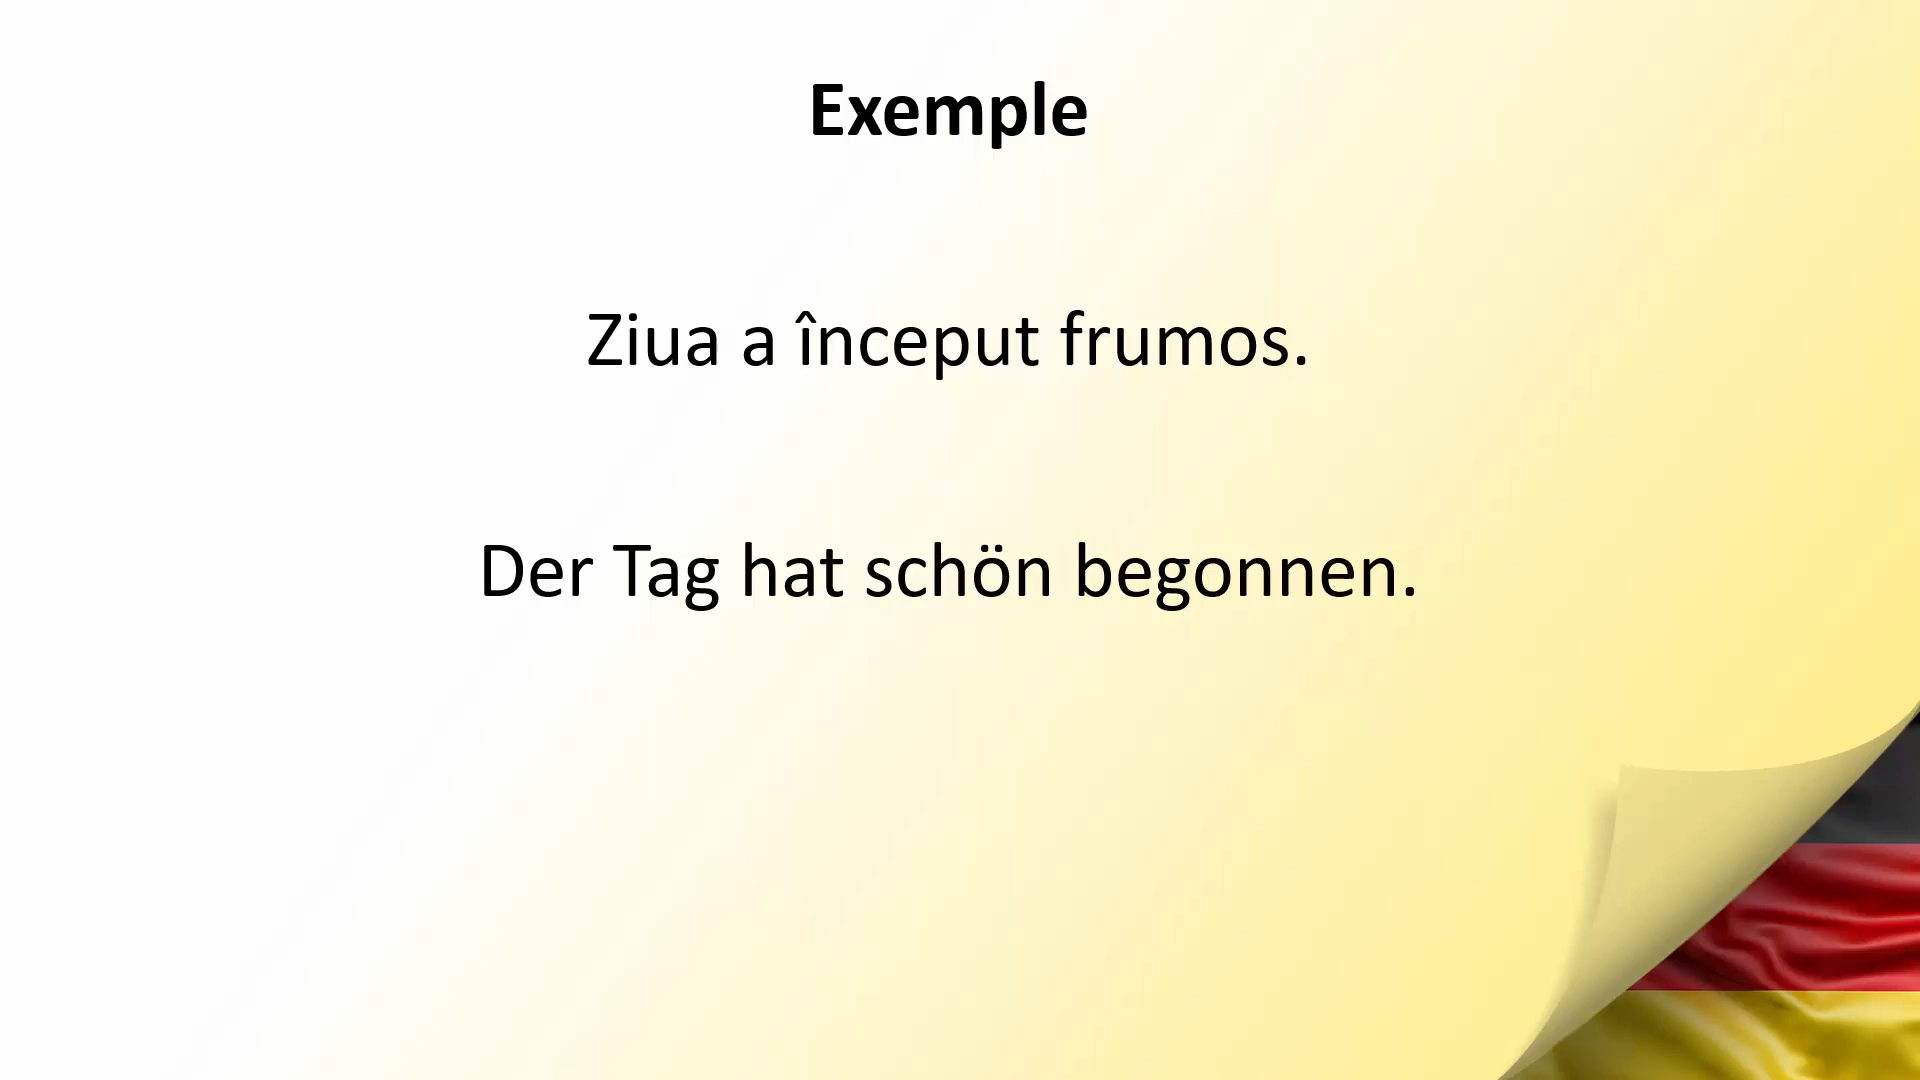 Exemple
Ziua a început frumos.
Der Tag hat schön begonnen.